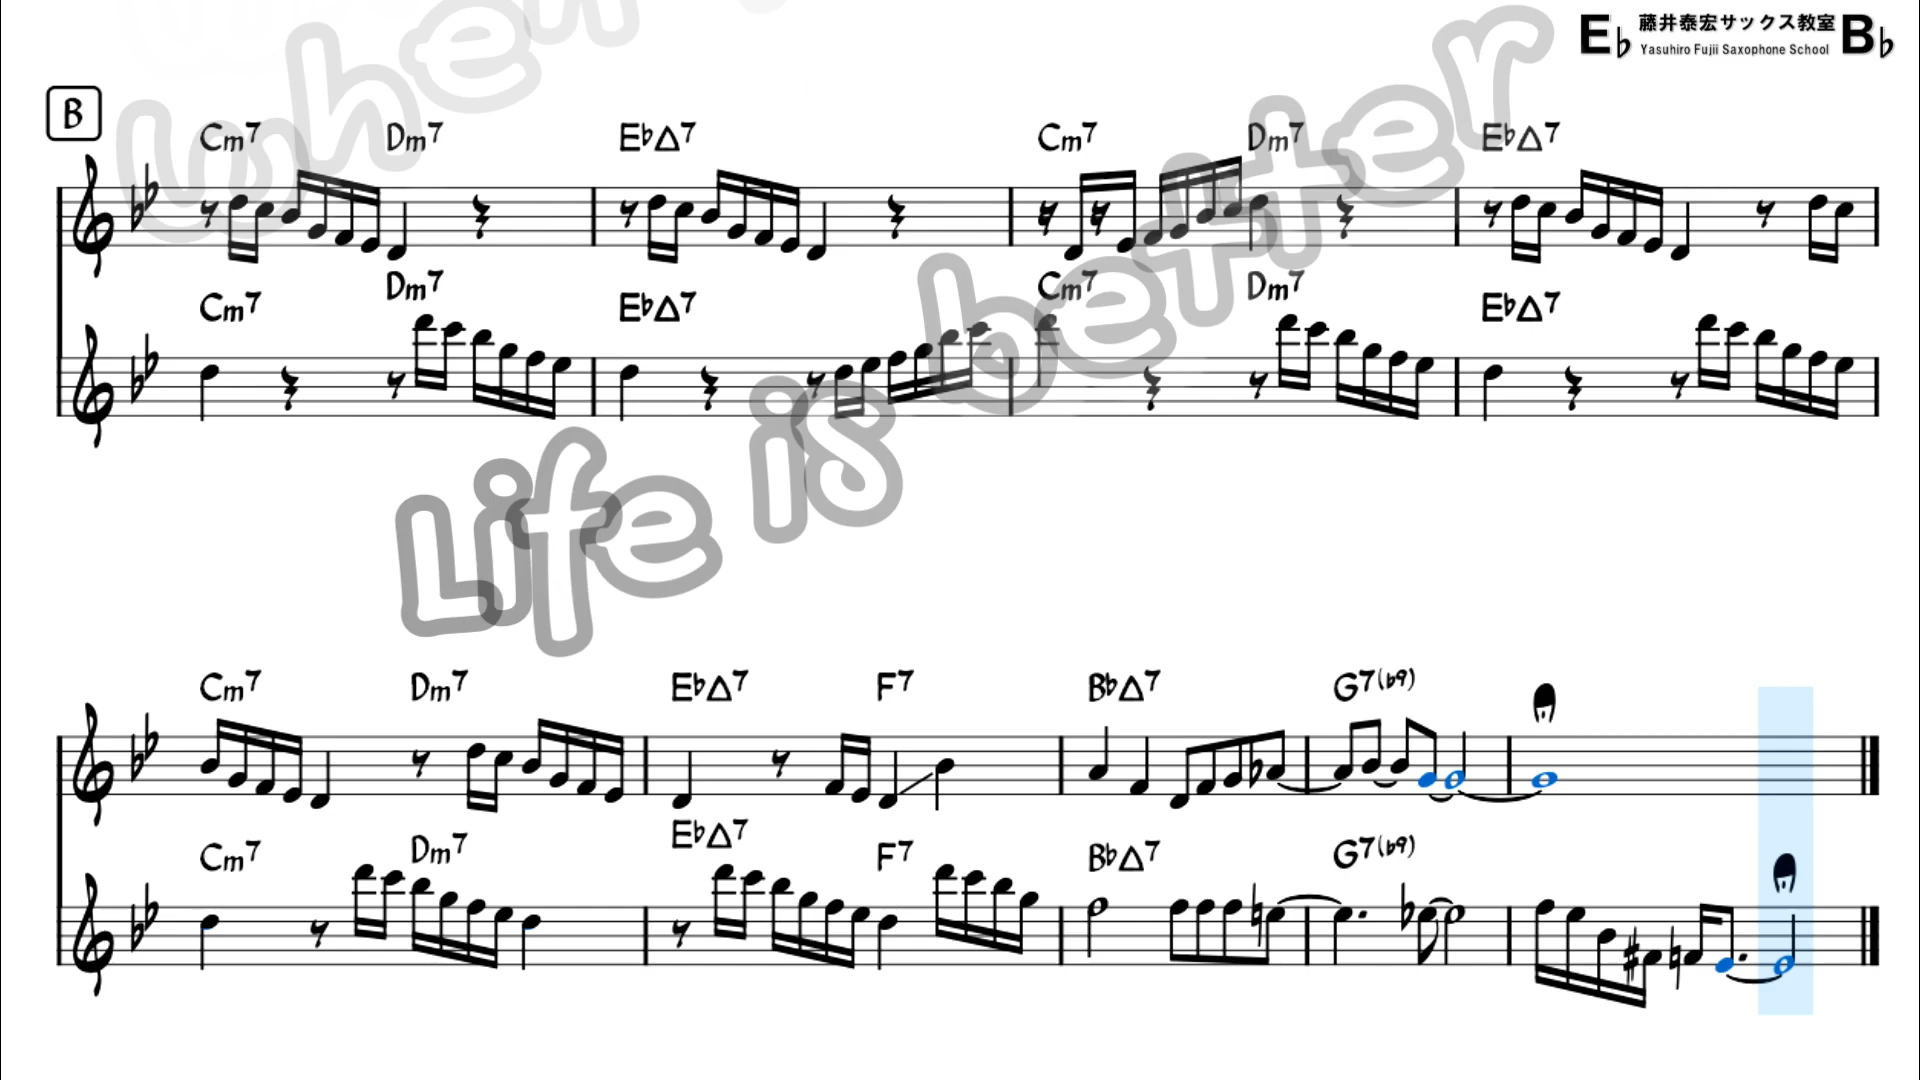 When
E♭ 藤井泰宏サックス教室 B♭
Yasuhiro Fujii Saxophone School
B
Cm7 Dm7 E♭△7 Cm7 Dm7 E♭△7
Cm7 Dm7 E♭△7 Cm7 Dm7 E♭△7
Life is better
Cm7 Dm7 E♭△7 F7 B♭△7 G7(♭9)
Cm7 Dm7 E♭△7 F7 B♭△7 G7(♭9)